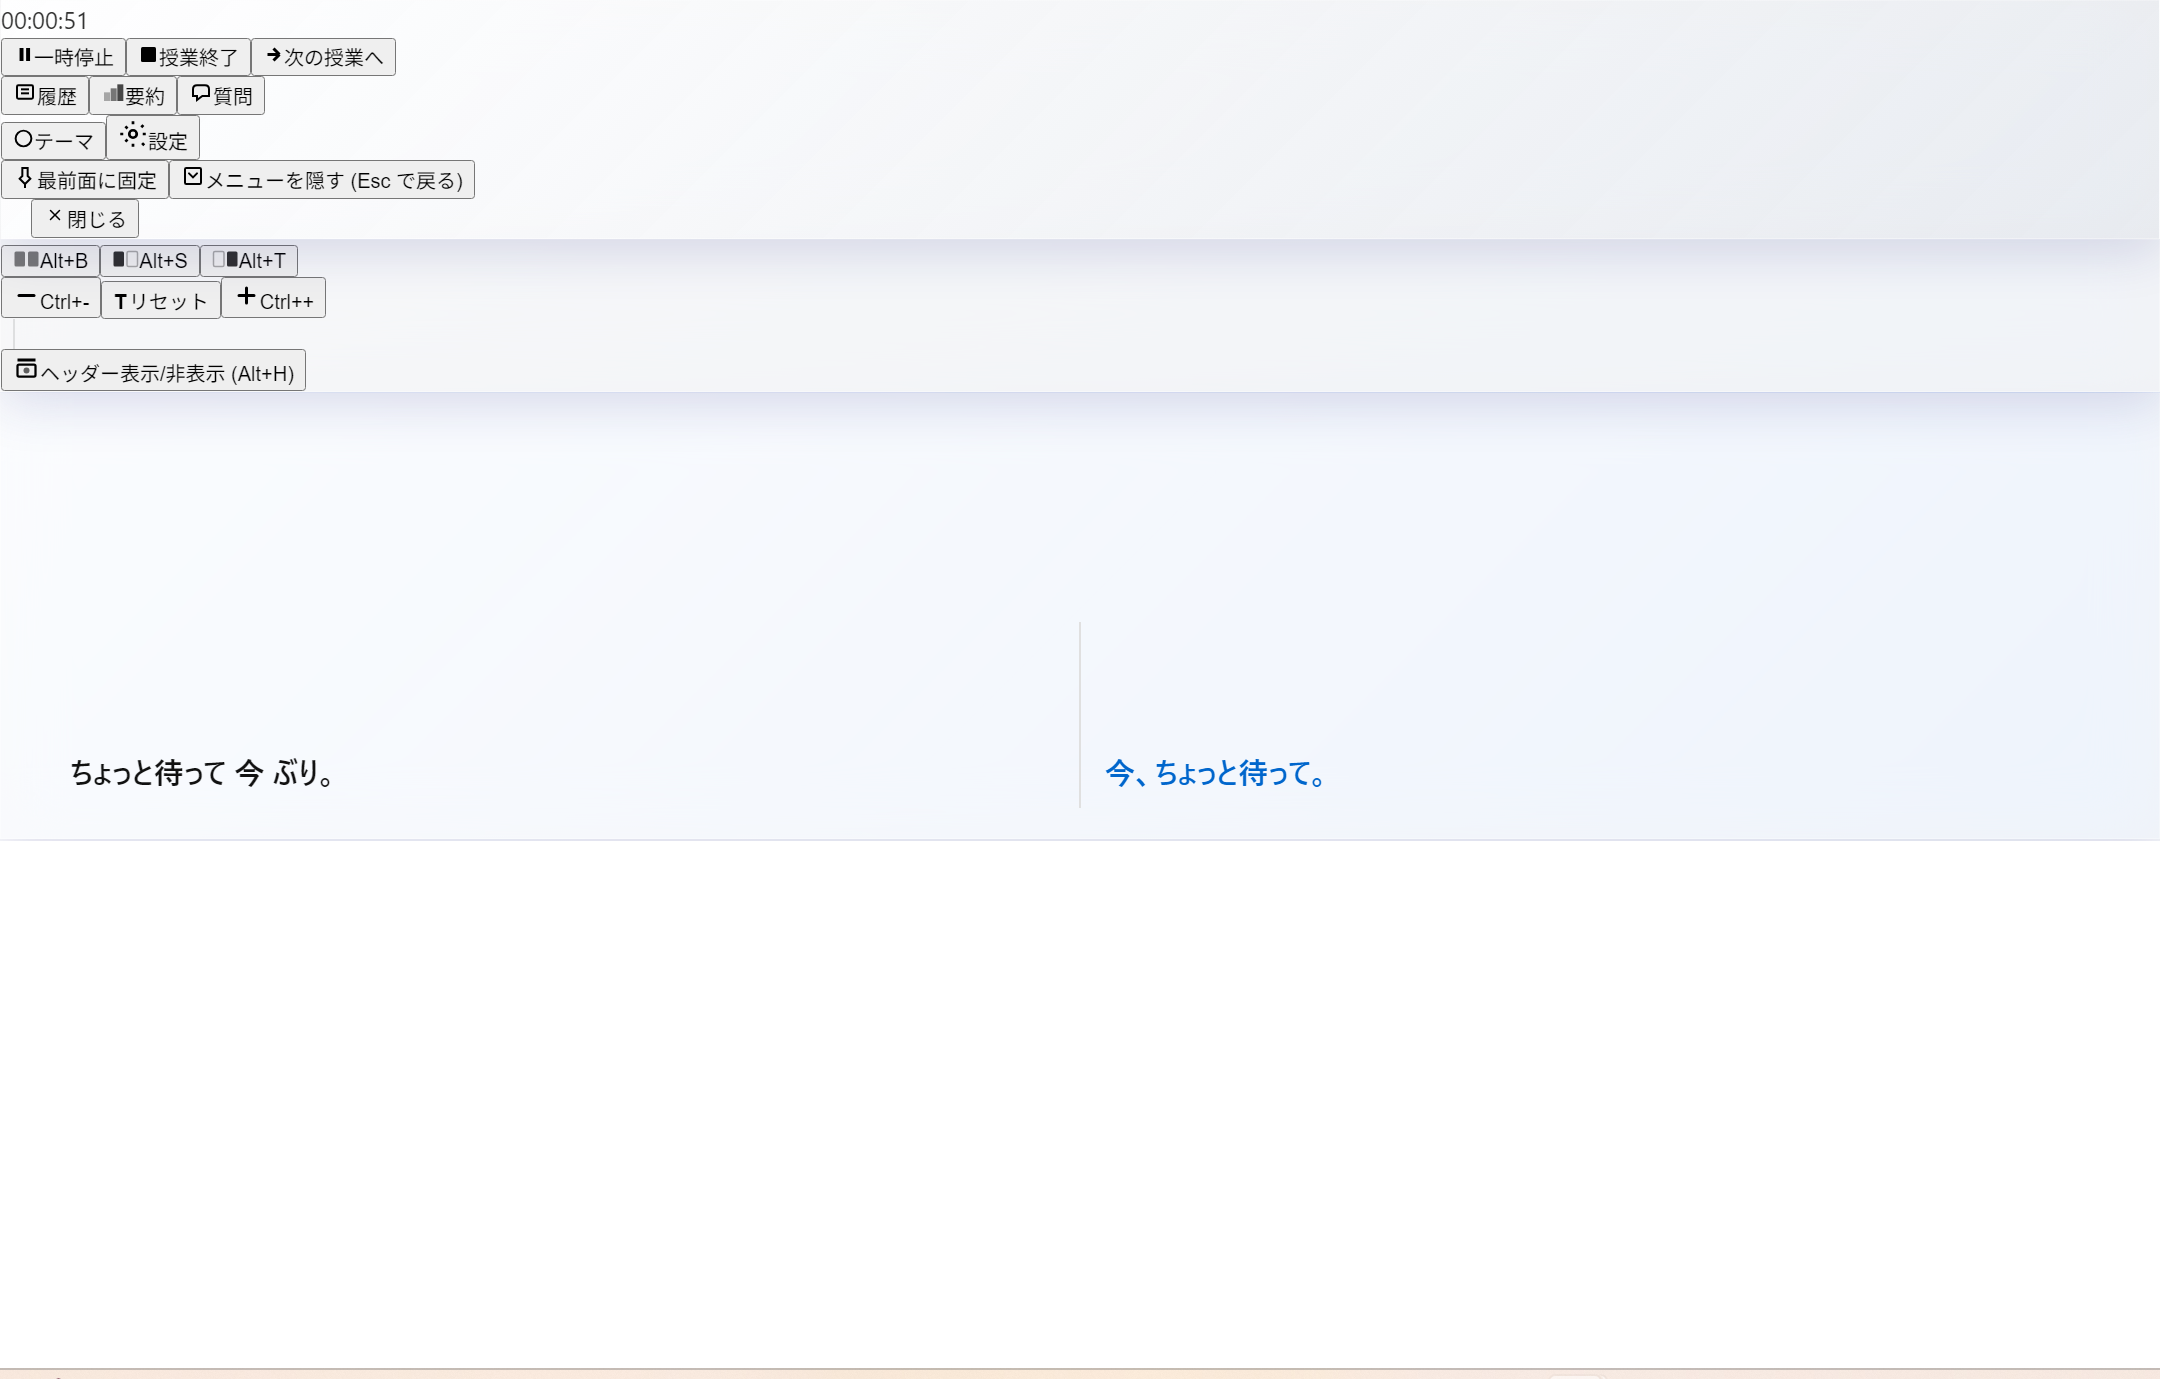 00:00:51
一時停止 授業終了 次の授業へ
履歴 要約 質問
テーマ 設定
最前面に固定 メニューを隠す (Esc で戻る)
閉じる
Alt+B Alt+S Alt+T
Ctrl+- Tリセット Ctrl++
ヘッダー表示/非表示 (Alt+H)
ちょっと待って 今 ぶり。
今、ちょっと待って。